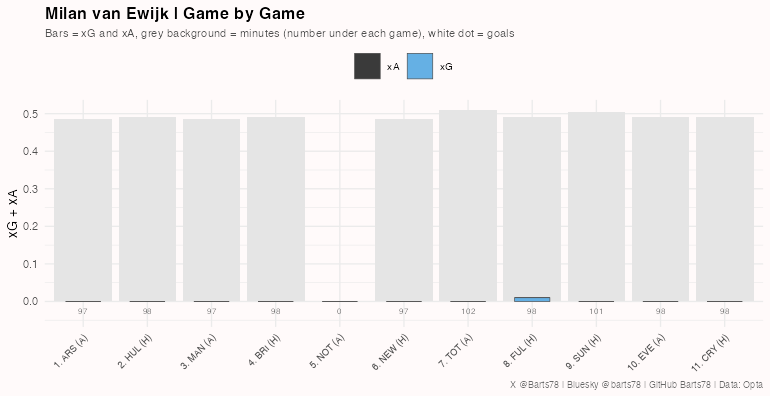 Milan van Ewijk | Game by Game
Bars = xG and xA, grey background = minutes (number under each game), white dot = goals
xA xG
xG + xA
0.5
0.4
0.3
0.2
0.1
0.0
97 98 97 98 0 97 102 98 101 98 98
1. ARS (A)
2. HUL (H)
3. MAN (A)
4. BRI (H)
5. NOT (A)
6. NEW (H)
7. TOT (A)
8. FUL (H)
9. SUN (H)
10. EVE (A)
11. CRY (H)
X @Barts78 | Bluesky @barts78 | GitHub Barts78 | Data: Opta